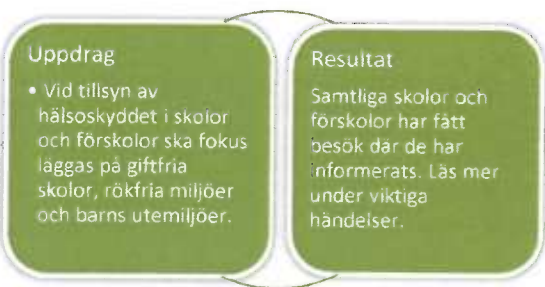 Uppdrag
• Vid tillsyn av
hälsoskyddet i skolor
och förskolor ska fokus
läggas på giftfria
skolor, rökfria miljöer
och barns utemiljöer.
Resultat
Samtliga skolor och
förskolor har fått
besök där de har
informerats. Läs mer
under viktiga
händelser.